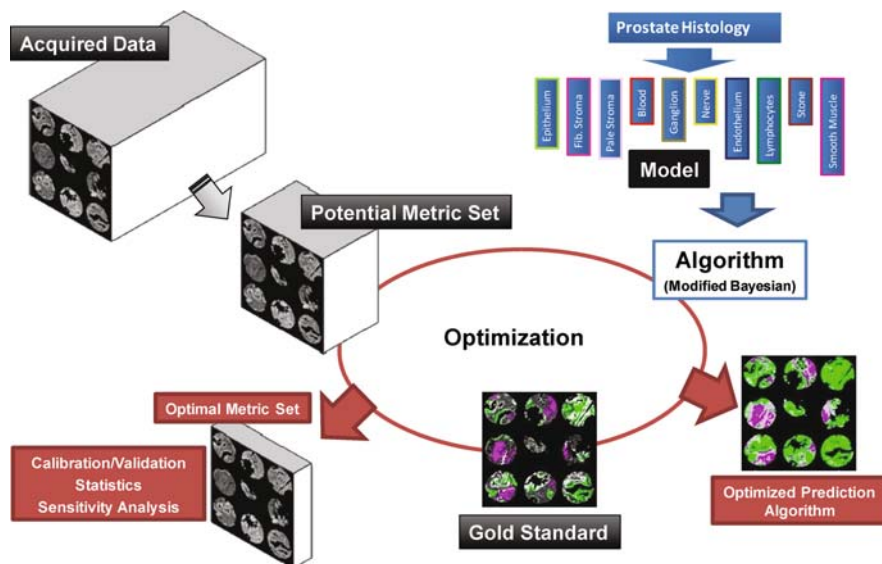 Acquired Data
Prostate Histology
Epithelium
Fib. Stroma
Pale Stroma
Blood
Ganglion
Nerve
Endothelium
Lymphocytes
Stone
Smooth Muscle
Model
Potential Metric Set
Algorithm
(Modified Bayesian)
Optimization
Optimal Metric Set
Calibration/Validation
Statistics
Sensitivity Analysis
Gold Standard
Optimized Prediction
Algorithm